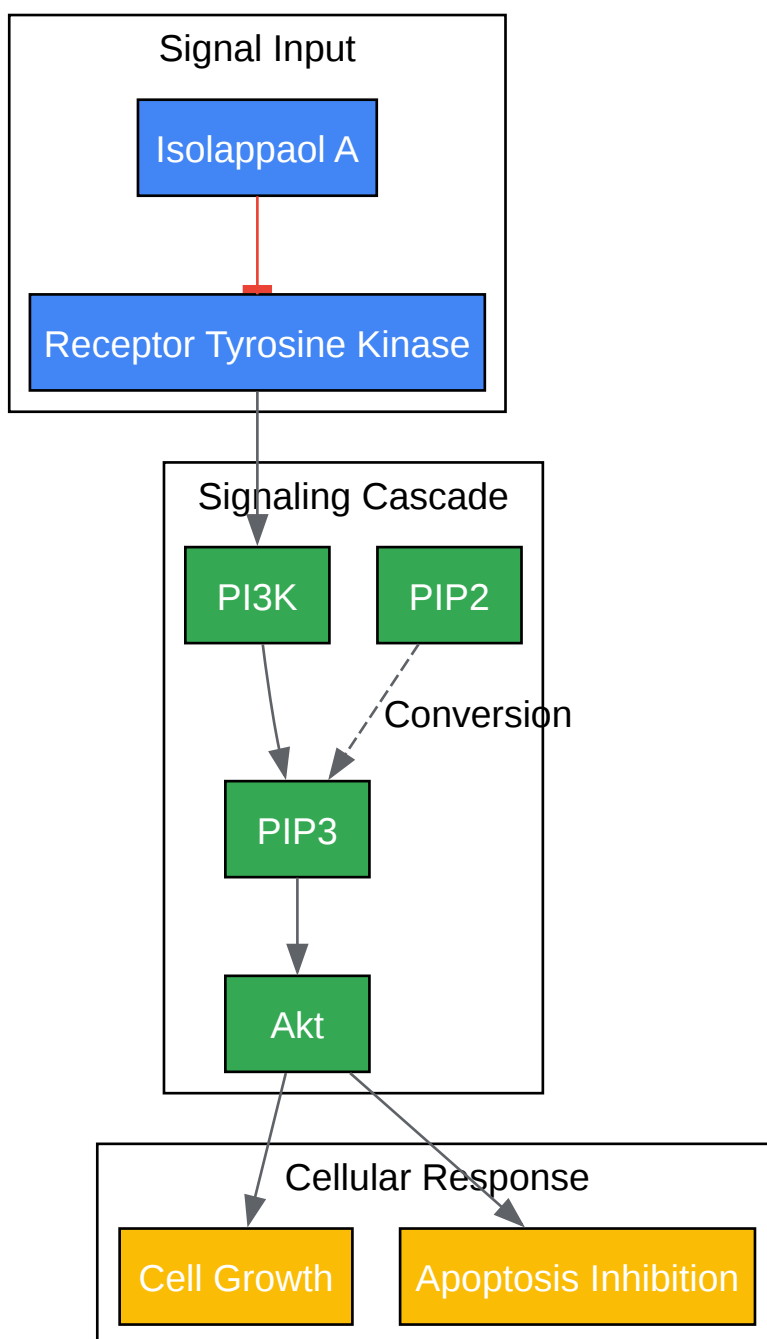 Signal Input
Isolappaol A
Receptor Tyrosine Kinase
Signaling Cascade
PI3K
PIP2
Conversion
PIP3
Akt
Cellular Response
Cell Growth
Apoptosis Inhibition